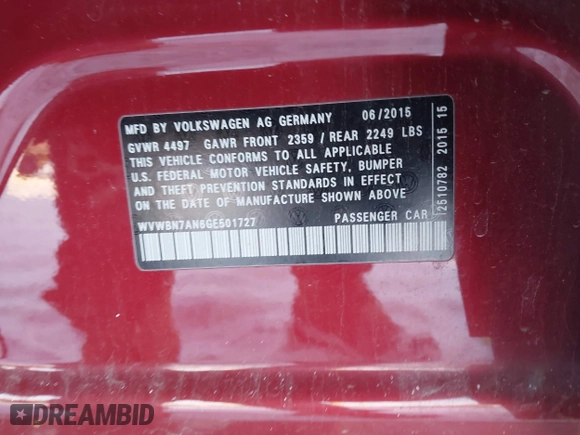 MFD BY VOLKSWAGEN AG GERMANY 06/2015
GVWR 4497 GAWR FRONT 2359 / REAR 2249 LBS
THIS VEHICLE CONFORMS TO ALL APPLICABLE
U.S. FEDERAL MOTOR VEHICLE SAFETY, BUMPER
AND THEFT PREVENTION STANDARDS IN EFFECT
ON THE DATE OF MANUFACTURE SHOWN ABOVE
WVWBN7AN6GE501727 PASSENGER CAR
2510782 2015 15
DREAMBID